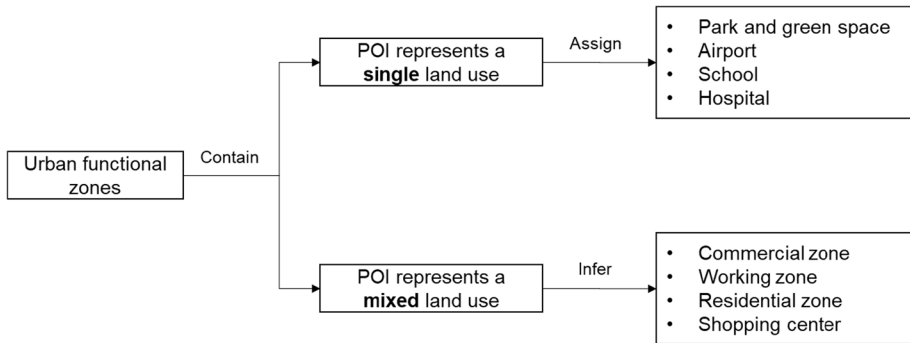 Urban functional
zones
Contain
POI represents a
single land use
Assign
• Park and green space
• Airport
• School
• Hospital
POI represents a
mixed land use
Infer
• Commercial zone
• Working zone
• Residential zone
• Shopping center